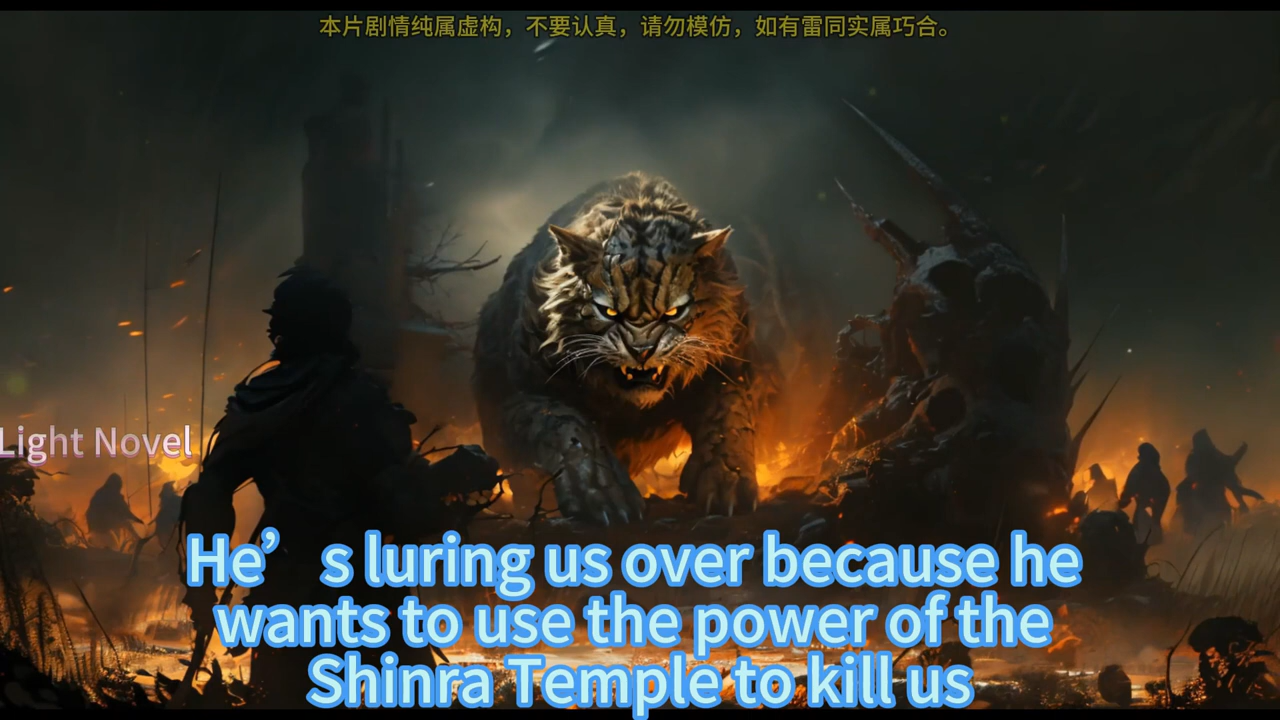 本片剧情纯属虚构，不要认真，请勿模仿，如有雷同实属巧合。
Light Novel
He’s luring us over because he
wants to use the power of the
Shinra Temple to kill us